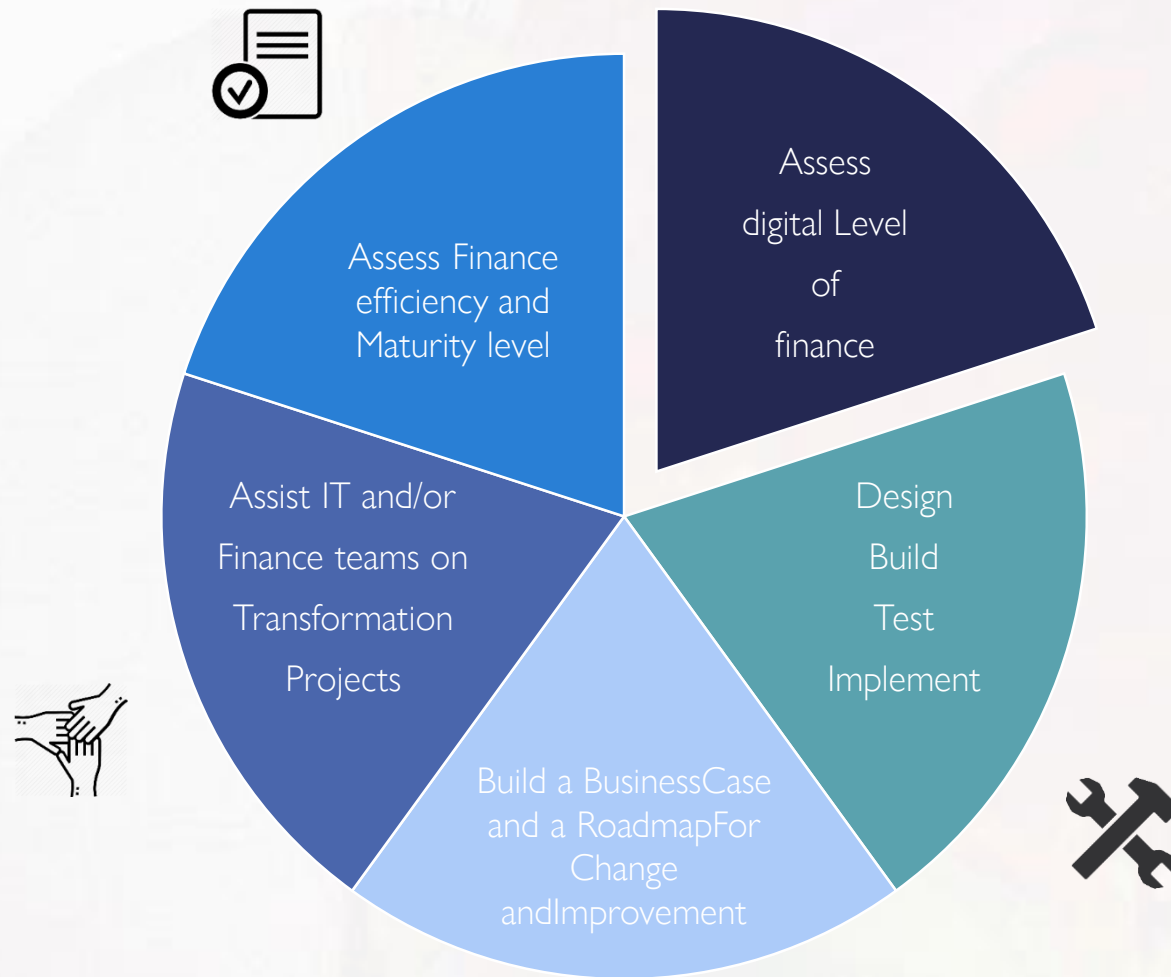 Assess
digital Level
of
finance
Assess Finance
efficiency and
Maturity level
Assist IT and/or
Finance teams on
Transformation
Projects
Design
Build
Test
Implement
Build a BusinessCase
and a RoadmapFor
Change
andImprovement